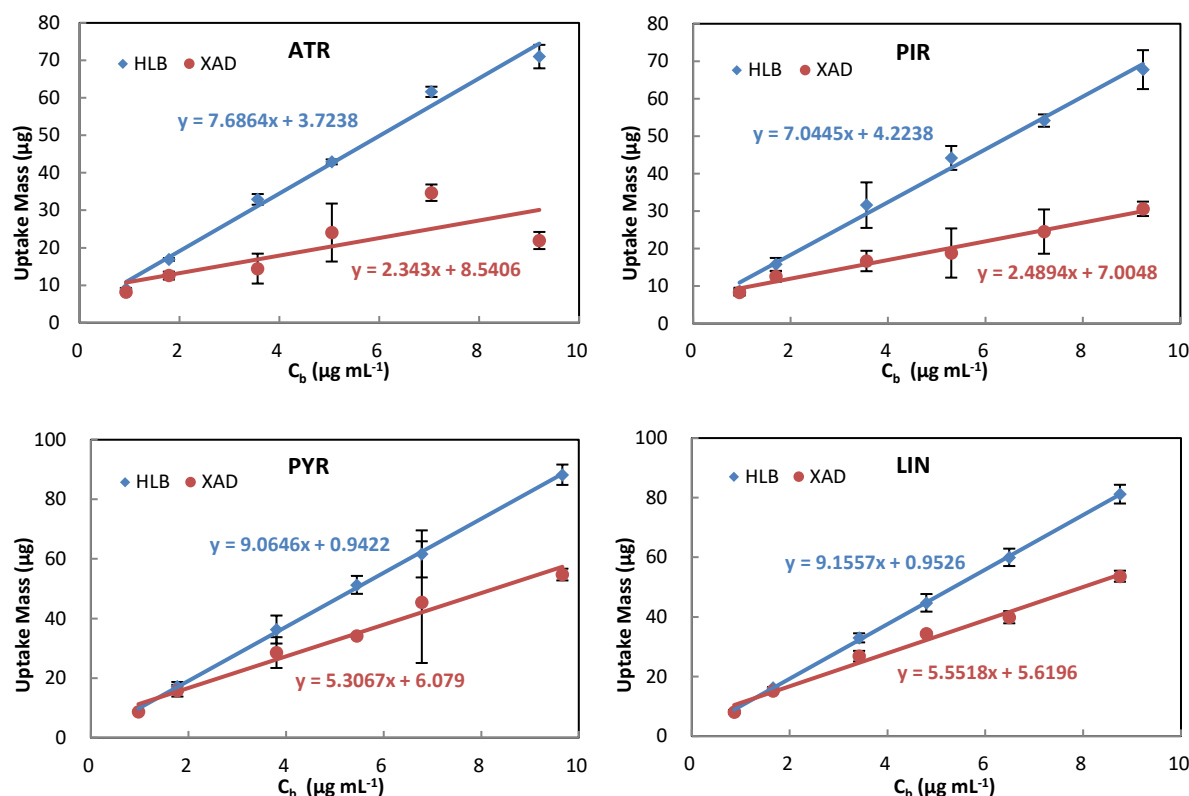 ATR
HLB XAD
y = 7.6864x + 3.7238
y = 2.343x + 8.5406
Uptake Mass (µg)
80
70
60
50
40
30
20
10
0
0 2 4 6 8 10
C_b (µg mL⁻¹)
PIR
HLB XAD
y = 7.0445x + 4.2238
y = 2.4894x + 7.0048
Uptake Mass (µg)
80
70
60
50
40
30
20
10
0
0 2 4 6 8 10
C_b (µg mL⁻¹)
PYR
HLB XAD
y = 9.0646x + 0.9422
y = 5.3067x + 6.079
Uptake Mass (µg)
100
80
60
40
20
0
0 2 4 6 8 10
C_b (µg mL⁻¹)
LIN
HLB XAD
y = 9.1557x + 0.9526
y = 5.5518x + 5.6196
Uptake Mass (µg)
100
80
60
40
20
0
0 2 4 6 8 10
C_b (µg mL⁻¹)